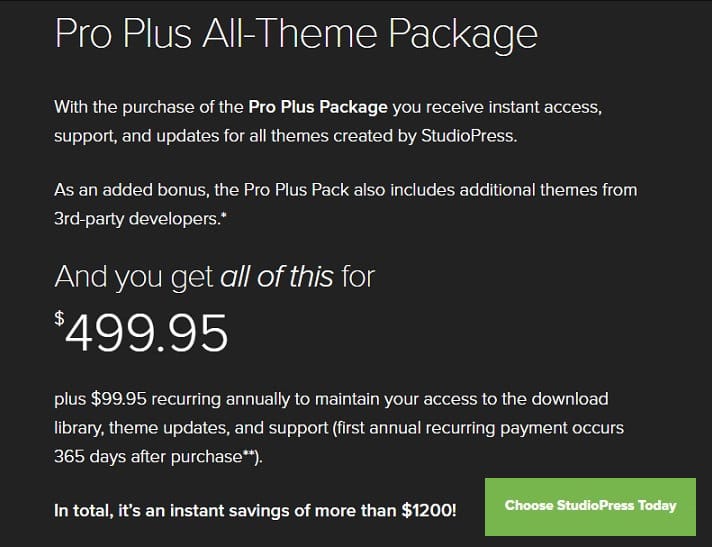 Pro Plus All-Theme Package
With the purchase of the Pro Plus Package you receive instant access,
support, and updates for all themes created by StudioPress.
As an added bonus, the Pro Plus Pack also includes additional themes from
3rd-party developers.*
And you get all of this for
$499.95
plus $99.95 recurring annually to maintain your access to the download
library, theme updates, and support (first annual recurring payment occurs
365 days after purchase**).
In total, it's an instant savings of more than $1200!
Choose StudioPress Today